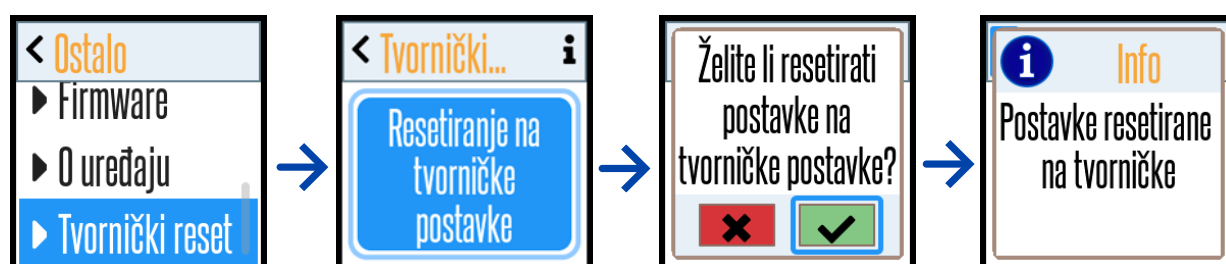 Ostalo
Firmware
O uređaju
Tvornički reset
Tvornički...
Resetiranje na
tvorničke
postavke
Želite li resetirati
postavke na
tvorničke postavke?
Info
Postavke resetirane
na tvorničke